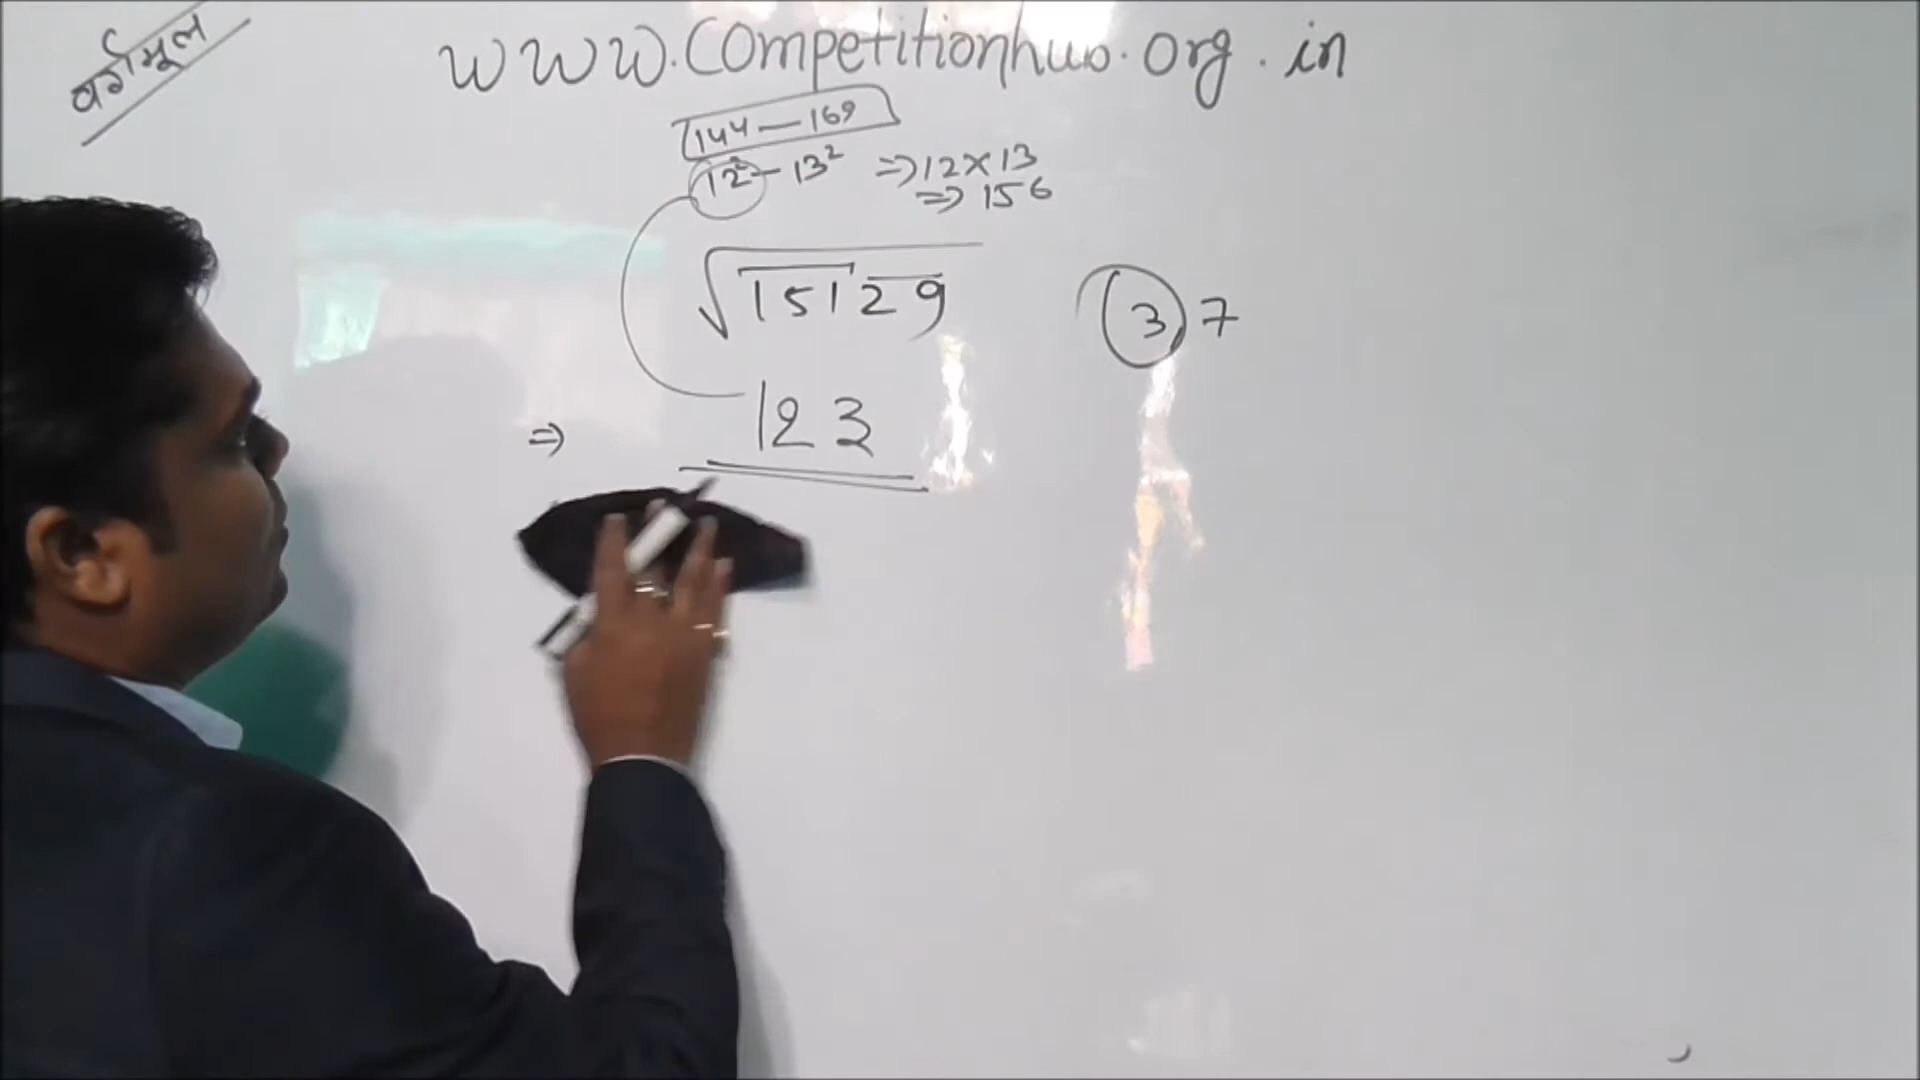 वर्गमूल
www.Competitionhub.org.in
144 — 169
12² - 13² ⇒ 12 × 13
⇒ 156
√15129
3, 7
⇒ 123